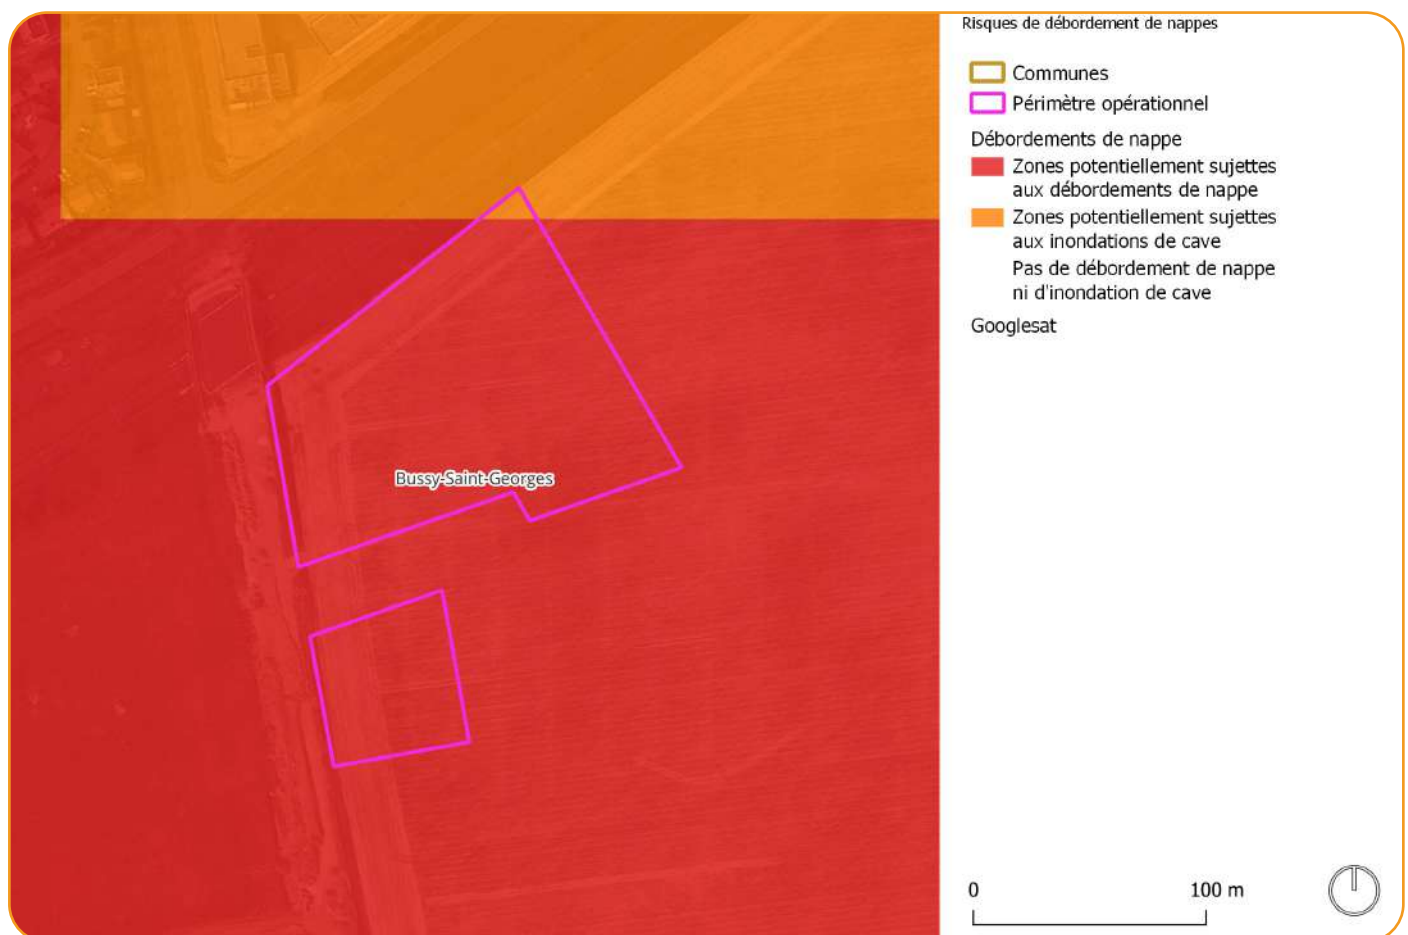 Risques de débordement de nappes
Communes
Périmètre opérationnel
Débordements de nappe
Zones potentiellement sujettes
aux débordements de nappe
Zones potentiellement sujettes
aux inondations de cave
Pas de débordement de nappe
ni d'inondation de cave
Googlesat
Bussy-Saint-Georges
0 100 m